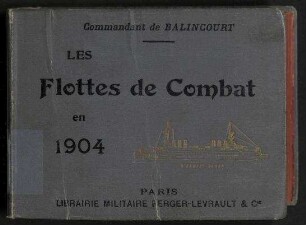 Commandant de BALINCOURT
LES
Flottes de Combat
en
1904
PARIS
LIBRAIRIE MILITAIRE BERGER-LEVRAULT & Cie